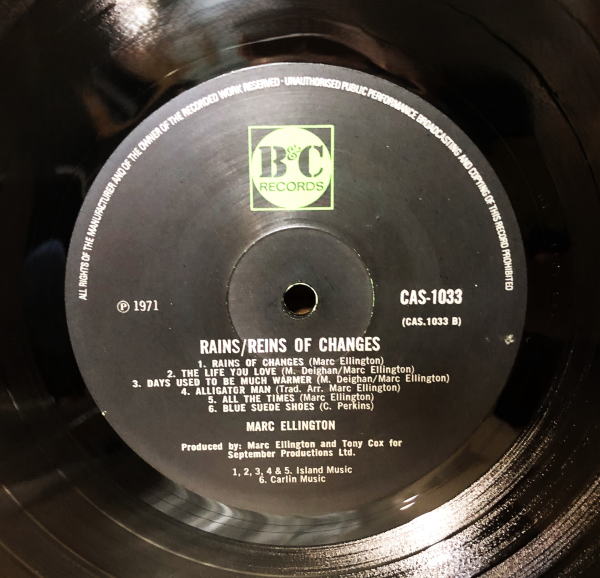 ALL RIGHTS OF THE MANUFACTURER AND OF THE OWNER OF THE RECORDED WORK RESERVED · UNAUTHORISED PUBLIC PERFORMANCE BROADCASTING AND COPYING OF THIS RECORD PROHIBITED
B&C
RECORDS
℗ 1971
CAS-1033
(CAS.1033 B)
RAINS/REINS OF CHANGES
1. RAINS OF CHANGES (Marc Ellington)
2. THE LIFE YOU LOVE (M. Deighan/Marc Ellington)
3. DAYS USED TO BE MUCH WARMER (M. Deighan/Marc Ellington)
4. ALLIGATOR MAN (Trad. Arr. Marc Ellington)
5. ALL THE TIMES (Marc Ellington)
6. BLUE SUEDE SHOES (C. Perkins)
MARC ELLINGTON
Produced by: Marc Ellington and Tony Cox for
September Productions Ltd.
1, 2, 3, 4 & 5. Island Music
6. Carlin Music